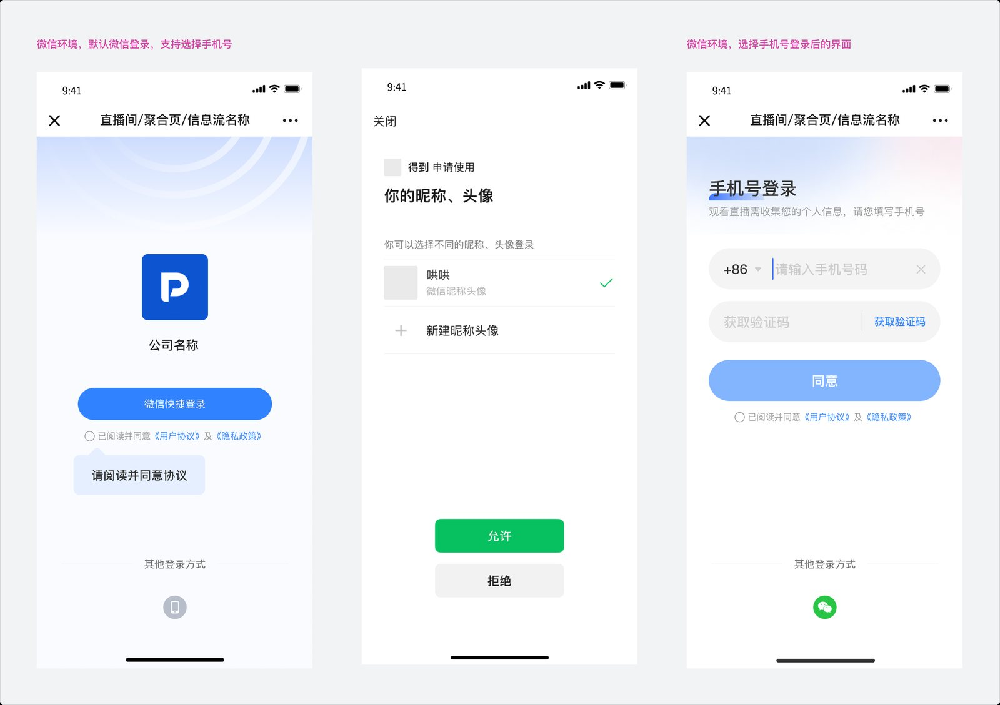 微信环境，默认微信登录，支持选择手机号
9:41
直播间/聚合页/信息流名称
公司名称
微信快捷登录
已阅读并同意《用户协议》及《隐私政策》
请阅读并同意协议
其他登录方式
9:41
关闭
得到 申请使用
你的昵称、头像
你可以选择不同的昵称、头像登录
哄哄
微信昵称头像
新建昵称头像
允许
拒绝
微信环境，选择手机号登录后的界面
9:41
直播间/聚合页/信息流名称
手机号登录
观看直播需收集您的个人信息，请您填写手机号
+86 请输入手机号码
获取验证码 获取验证码
同意
已阅读并同意《用户协议》及《隐私政策》
其他登录方式